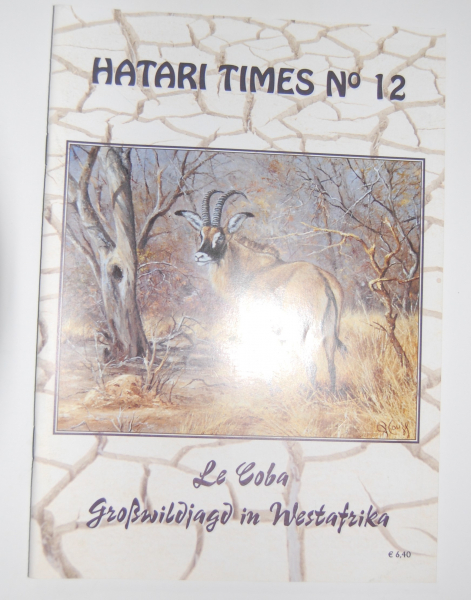 HATARI TIMES Nº 12
Le Coba
Großwildjagd in Westafrika
€ 6,40